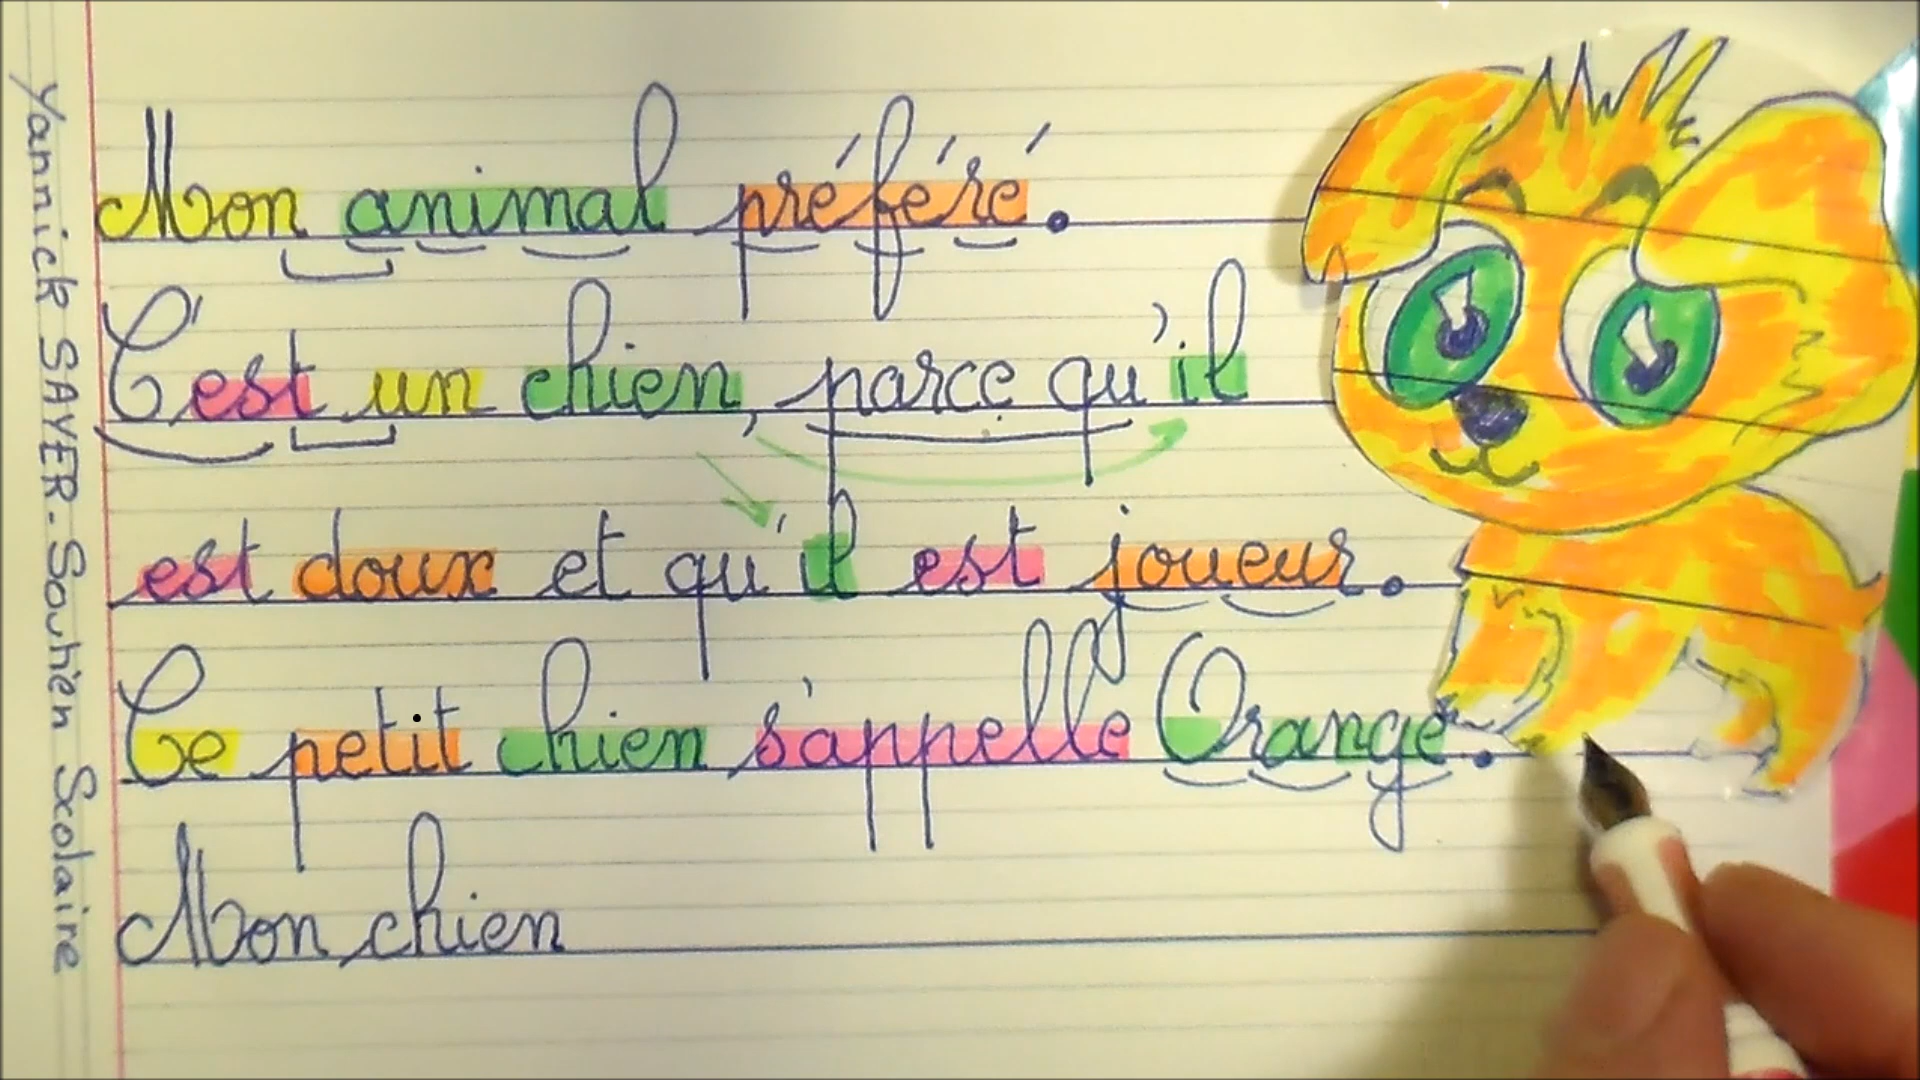 Yannick SAYER. Soutien Scolaire
Mon animal préféré.
C'est un chien, parce qu'il
est doux et qu'il est joueur.
Ce petit chien s'appelle Orange.
Mon chien